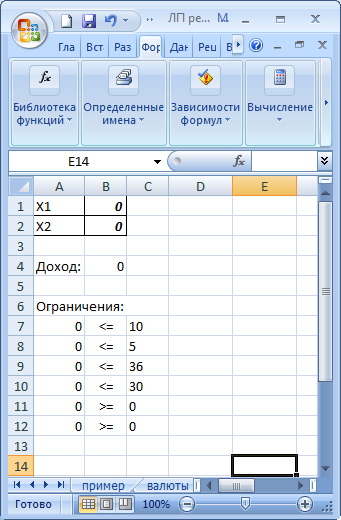 ЛП ре... М
Гла Вст Раз Фор Дан Рец В
Библиотека функций Определенные имена Зависимости формул Вычисление
E14 fx
A B C D E
1 X1 0
2 X2 0
3
4 Доход: 0
5
6 Ограничения:
7 0 <= 10
8 0 <= 5
9 0 <= 36
10 0 <= 30
11 0 >= 0
12 0 >= 0
13
14
пример валюты
Готово 100%